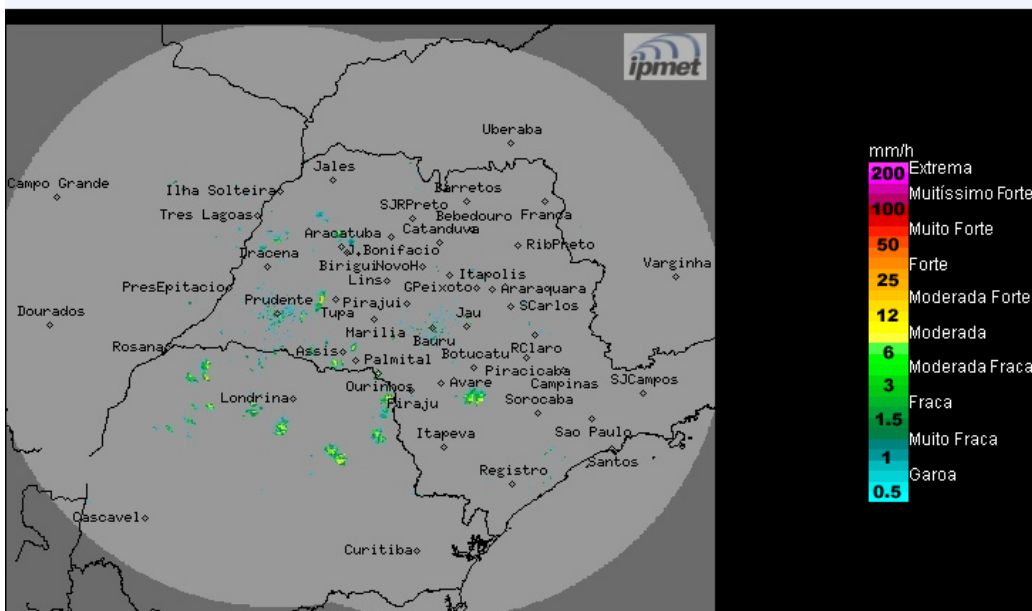 ipmet
Uberaba
Campo Grande
Ilha Solteira
Jales
Barretos
Tres Lagoas
SJRPreto
Bebedouro
Franca
Aracatuba
Catanduva
J.Bonifacio
RibPreto
Dracena
Birigui
NovoH
Itapolis
Varginha
PresEpitacio
Lins
GPeixoto
Araraquara
Prudente
Pirajui
SCarlos
Dourados
Tupa
Jau
Marilia
Bauru
Rosana
Assis
Botucatu
RClaro
Palmital
Piracicaba
SJCampos
Ourinhos
Avare
Campinas
Londrina
Piraju
Sorocaba
Itapeva
Sao Paulo
Registro
Santos
Cascavel
Curitiba
mm/h
200 Extrema
Muitíssimo Forte
100
Muito Forte
50
Forte
25
Moderada Forte
12
Moderada
6
Moderada Fraca
3
Fraca
1.5
Muito Fraca
1
Garoa
0.5